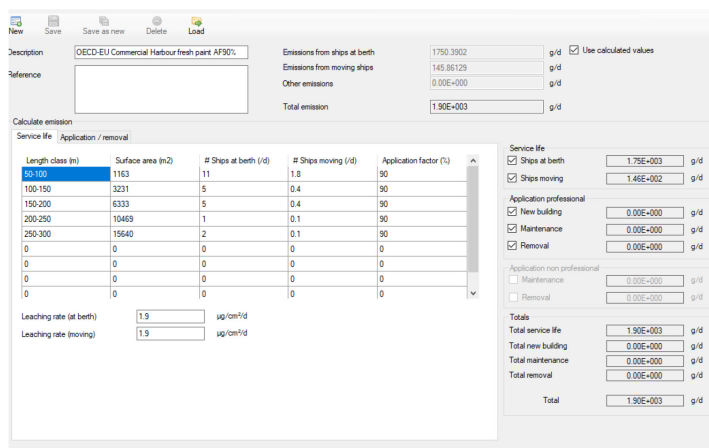 New Save Save as new Delete Load
Description OECD-EU Commercial Harbour fresh paint AF90% Emissions from ships at berth 1750.3902 g/d Use calculated values
Emissions from moving ships 145.86129 g/d
Reference
Other emissions 0.00E+000 g/d
Total emission 1.90E+003 g/d
Calculate emission
Service life Application / removal
Length class (m) Surface area (m2) # Ships at berth (/d) # Ships moving (/d) Application factor (%)
50-100 1163 11 1.8 90
100-150 3231 5 0.4 90
150-200 6333 5 0.4 90
200-250 10469 1 0.1 90
250-300 15640 2 0.1 90
0 0 0 0 0
0 0 0 0 0
0 0 0 0 0
0 0 0 0 0
Leaching rate (at berth) 1.9 µg/cm²/d
Leaching rate (moving) 1.9 µg/cm²/d
Service life
Ships at berth 1.75E+003 g/d
Ships moving 1.46E+002 g/d
Application professional
New building 0.00E+000 g/d
Maintenance 0.00E+000 g/d
Removal 0.00E+000 g/d
Application non professional
Maintenance 0.00E+000 g/d
Removal 0.00E+000 g/d
Totals
Total service life 1.90E+003 g/d
Total new building 0.00E+000 g/d
Total maintenance 0.00E+000 g/d
Total removal 0.00E+000 g/d
Total 1.90E+003 g/d